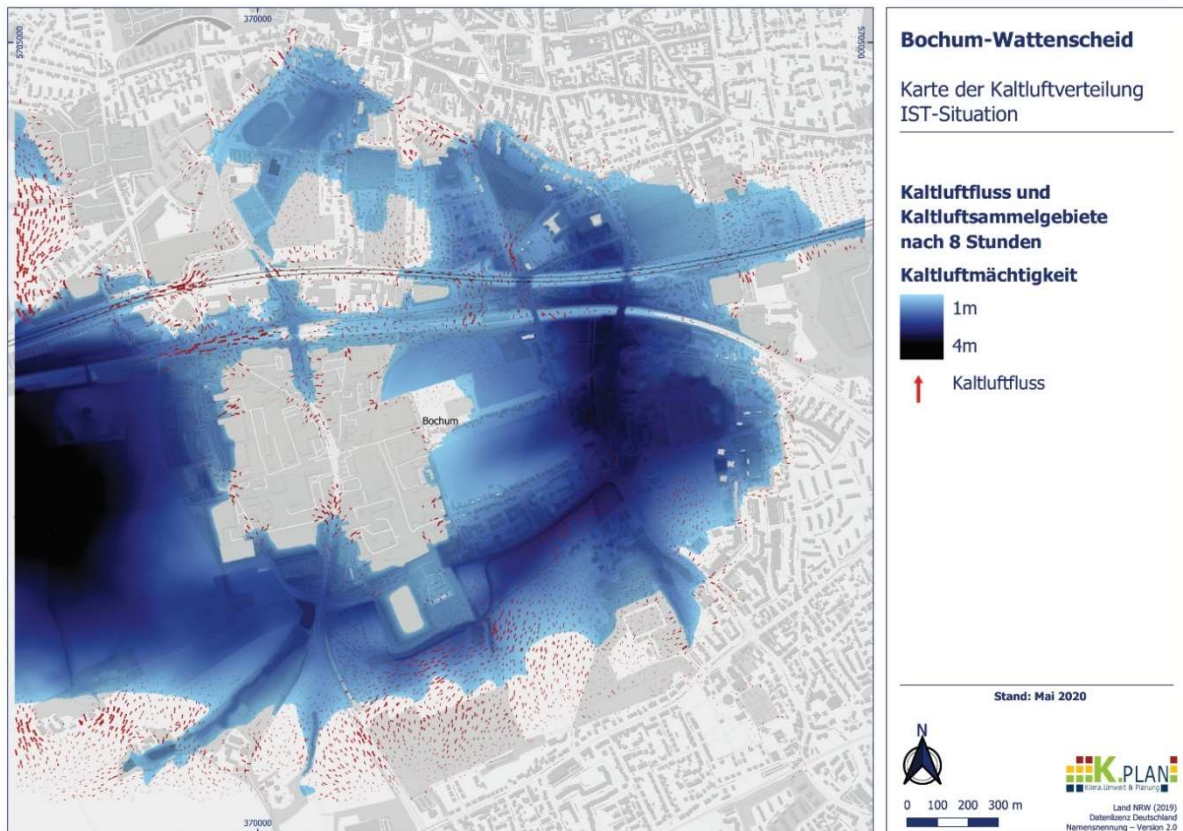 370000
5705000
5705000
Bochum
370000
Bochum-Wattenscheid
Karte der Kaltluftverteilung
IST-Situation
Kaltluftfluss und
Kaltluftsammelgebiete
nach 8 Stunden
Kaltluftmächtigkeit
1m
4m
Kaltluftfluss
Stand: Mai 2020
N
K.PLAN
Klima.Umwelt & Planung
0 100 200 300 m
Land NRW (2019)
Datenlizenz Deutschland
Namensnennung – Version 2.0